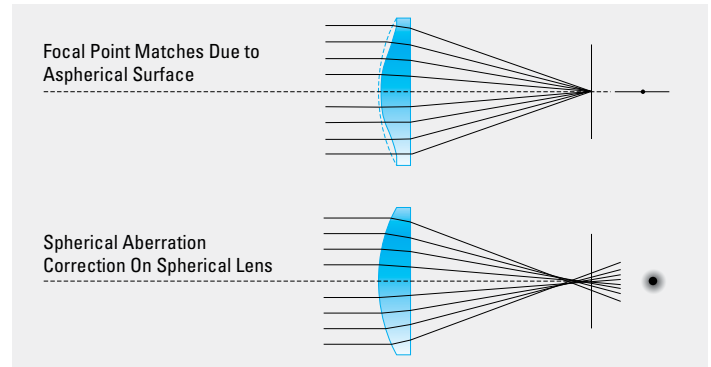 Focal Point Matches Due to
Aspherical Surface
Spherical Aberration
Correction On Spherical Lens